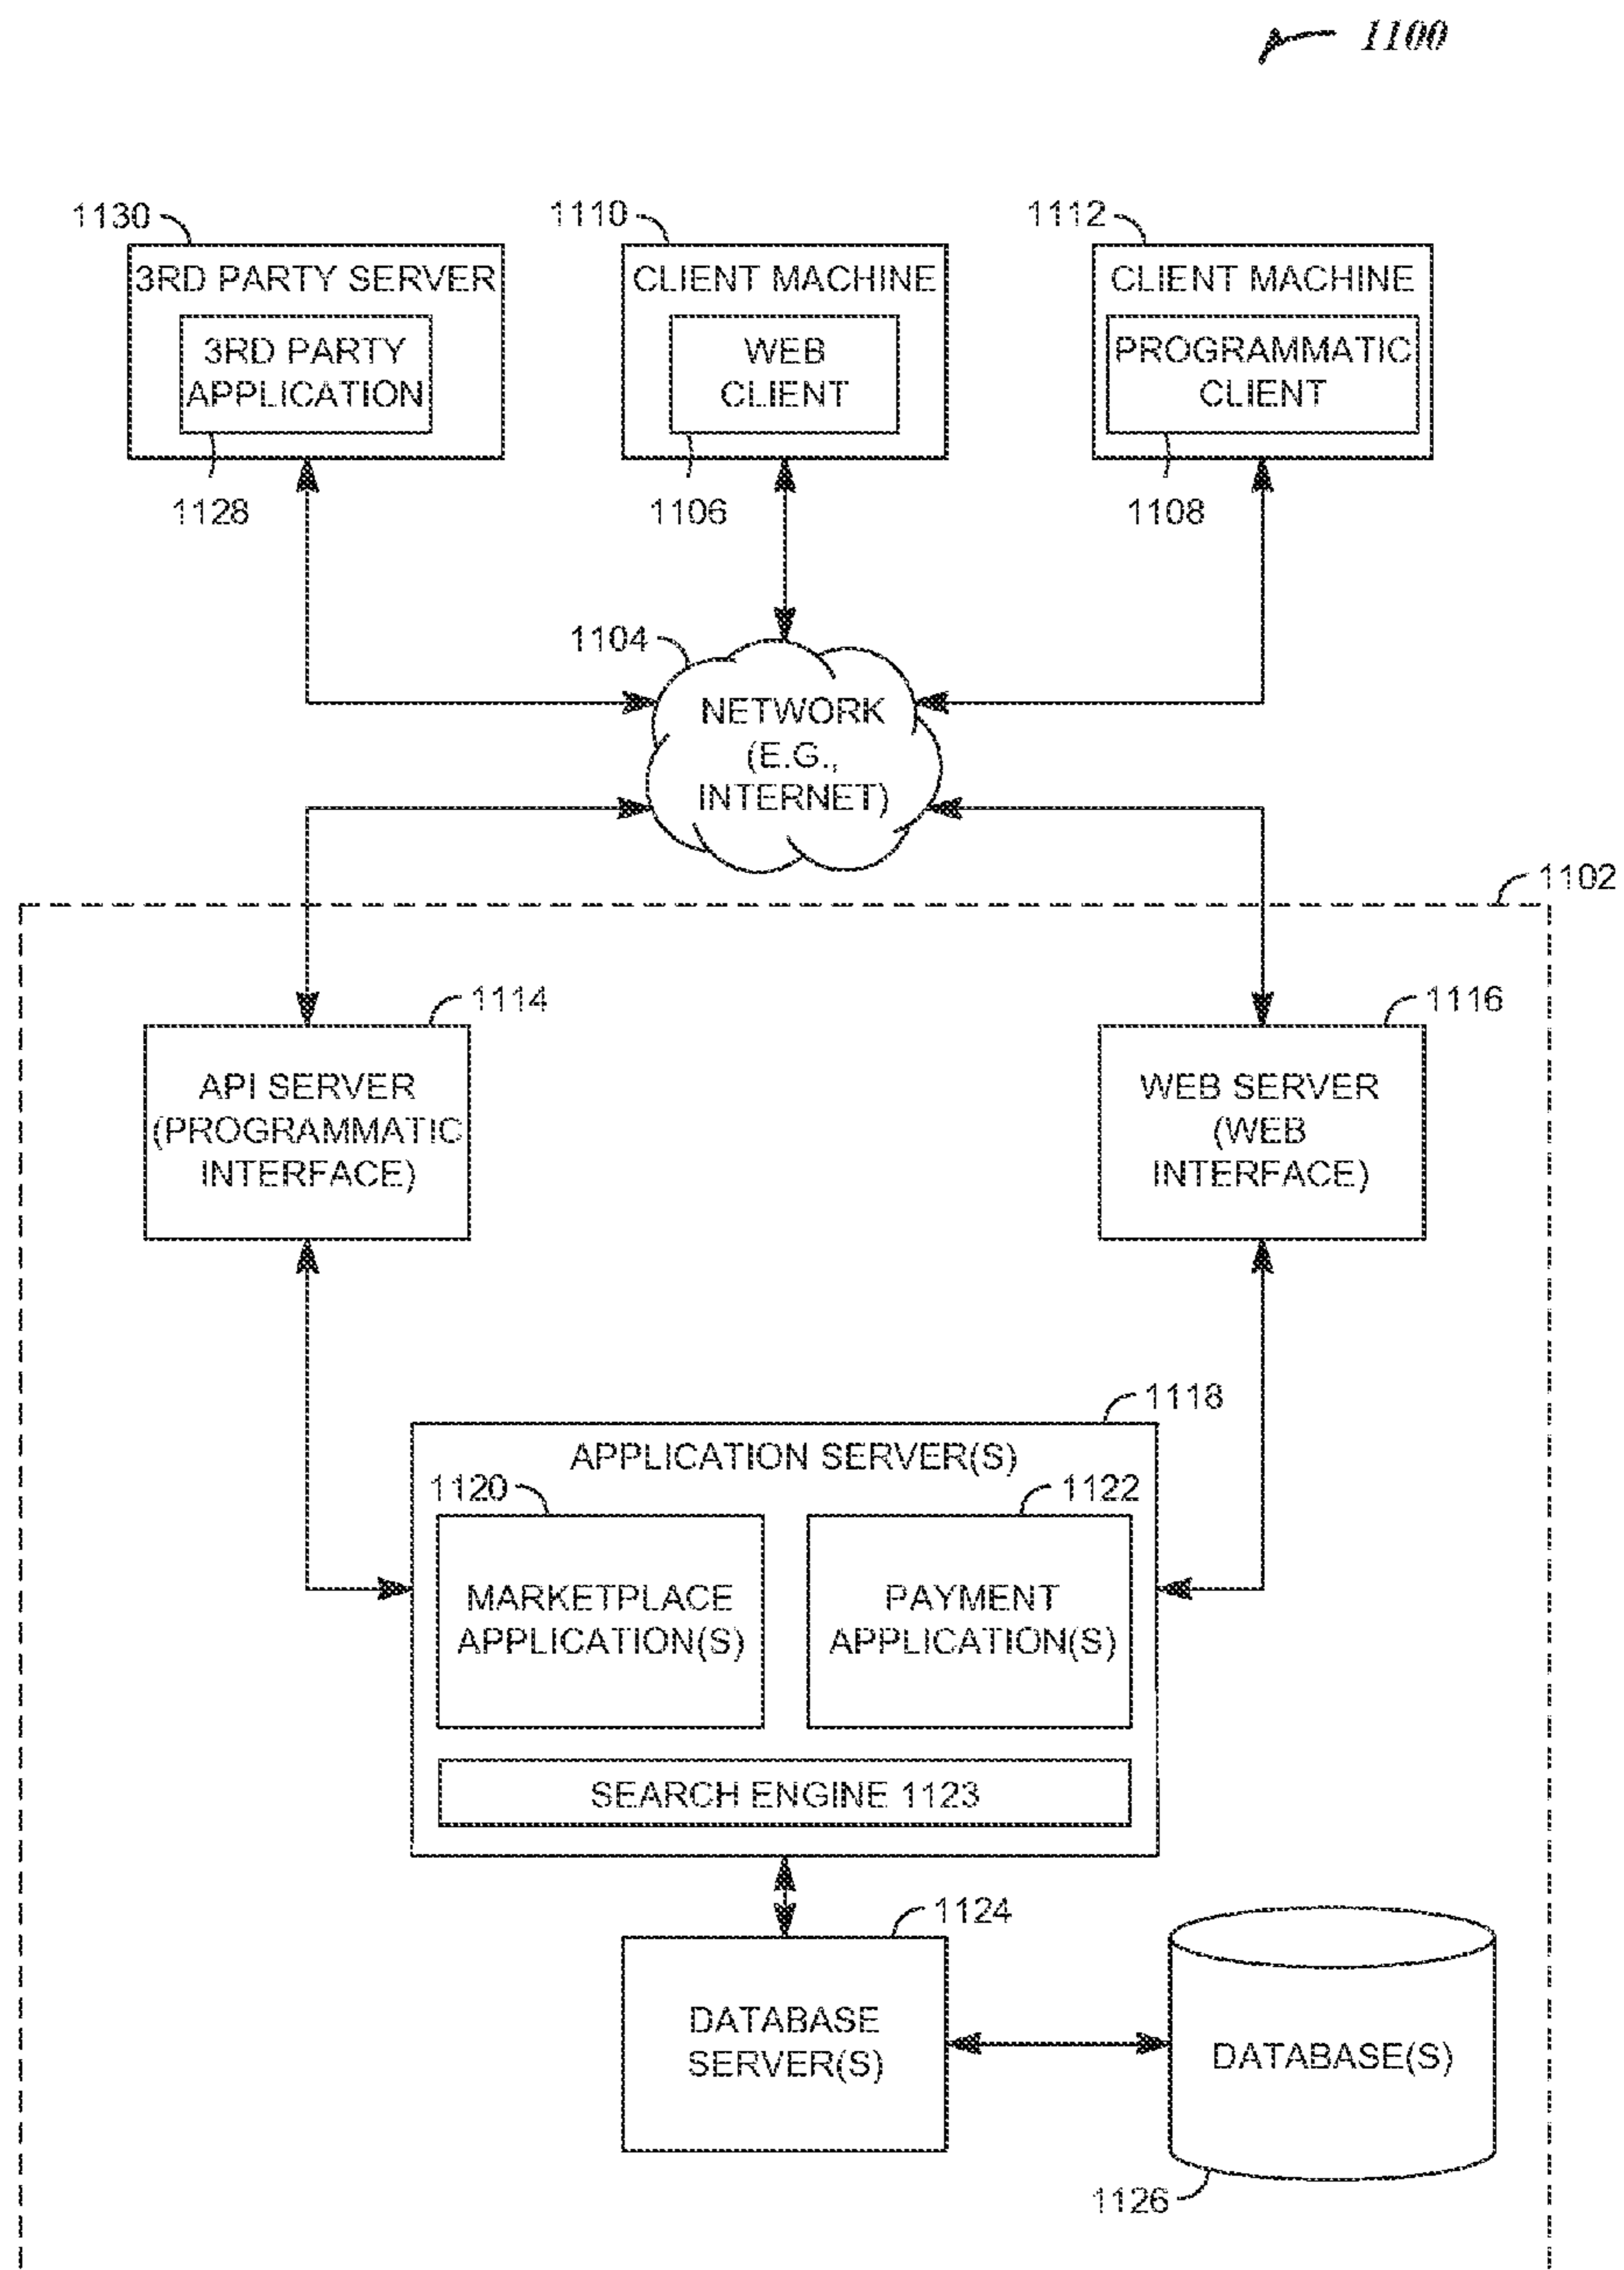 1100
1130
1110
1112
3RD PARTY SERVER
CLIENT MACHINE
CLIENT MACHINE
3RD PARTY
APPLICATION
WEB
CLIENT
PROGRAMMATIC
CLIENT
1128
1106
1108
1104
NETWORK
(E.G.,
INTERNET)
1102
1114
1116
API SERVER
(PROGRAMMATIC
INTERFACE)
WEB SERVER
(WEB
INTERFACE)
1118
APPLICATION SERVER(S)
1120
1122
MARKETPLACE
APPLICATION(S)
PAYMENT
APPLICATION(S)
SEARCH ENGINE 1123
1124
DATABASE
SERVER(S)
DATABASE(S)
1126